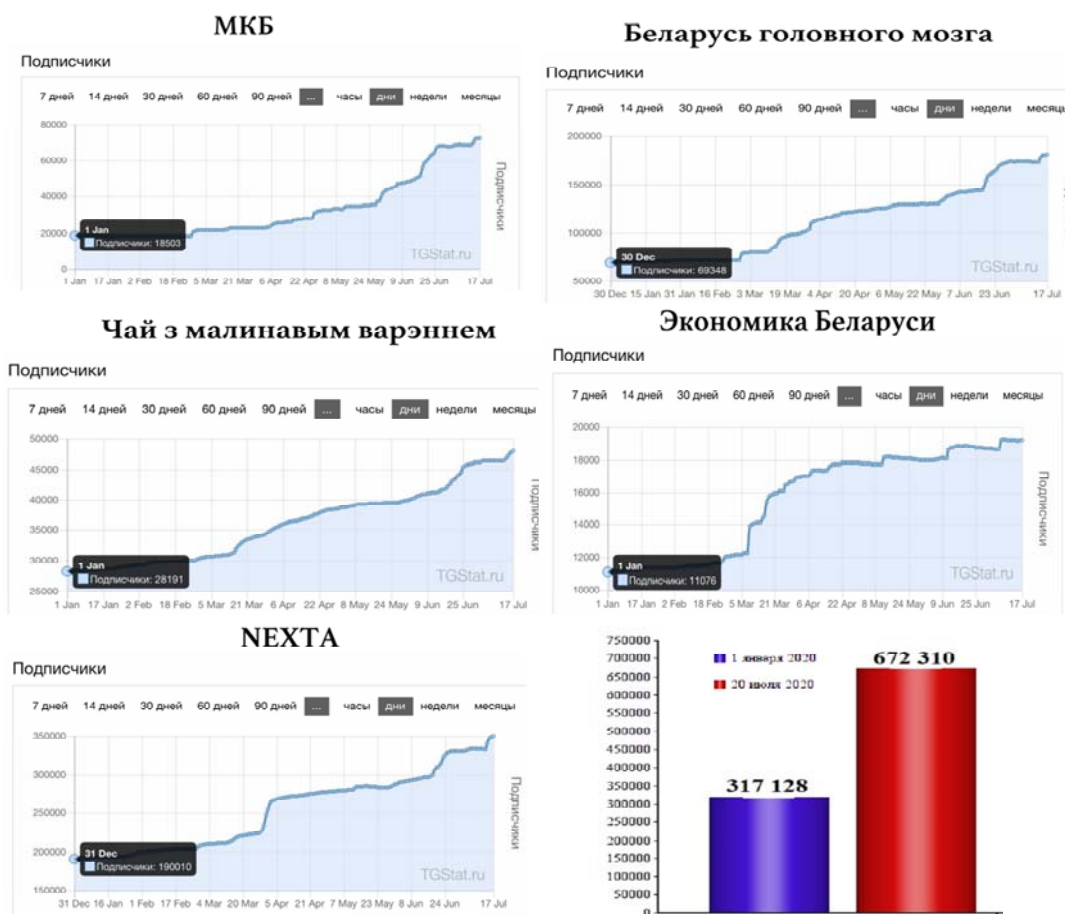 МКБ
Подписчики
7 дней 14 дней 30 дней 60 дней 90 дней ... часы дни недели месяцы
80000
60000
40000
20000
0
1 Jan
Подписчики: 18503
Подписчики
TGStat.ru
1 Jan 17 Jan 2 Feb 18 Feb 5 Mar 21 Mar 6 Apr 22 Apr 8 May 24 May 9 Jun 25 Jun 17 Jul
Беларусь головного мозга
Подписчики
7 дней 14 дней 30 дней 60 дней 90 дней ... часы дни недели месяцы
200000
150000
100000
50000
30 Dec
Подписчики: 69348
TGStat.ru
30 Dec 15 Jan 31 Jan 16 Feb 3 Mar 19 Mar 4 Apr 20 Apr 6 May 22 May 7 Jun 23 Jun 17 Jul
Чай з малинавым варэннем
Подписчики
7 дней 14 дней 30 дней 60 дней 90 дней ... часы дни недели месяцы
50000
45000
40000
35000
30000
25000
1 Jan
Подписчики: 28191
Подписчики
TGStat.ru
1 Jan 17 Jan 2 Feb 18 Feb 5 Mar 21 Mar 6 Apr 22 Apr 8 May 24 May 9 Jun 25 Jun 17 Jul
Экономика Беларуси
Подписчики
7 дней 14 дней 30 дней 60 дней 90 дней ... часы дни недели месяцы
20000
18000
16000
14000
12000
10000
1 Jan
Подписчики: 11076
Подписчики
TGStat.ru
1 Jan 17 Jan 2 Feb 18 Feb 5 Mar 21 Mar 6 Apr 22 Apr 8 May 24 May 9 Jun 25 Jun 17 Jul
NEXTA
Подписчики
7 дней 14 дней 30 дней 60 дней 90 дней ... часы дни недели месяцы
350000
300000
250000
200000
150000
31 Dec
Подписчики: 190010
Подписчики
TGStat.ru
31 Dec 16 Jan 1 Feb 17 Feb 4 Mar 20 Mar 5 Apr 21 Apr 7 May 23 May 8 Jun 24 Jun 17 Jul
750000
700000
650000
600000
550000
500000
450000
400000
350000
300000
250000
200000
150000
100000
50000
0
1 января 2020
20 июля 2020
317 128
672 310